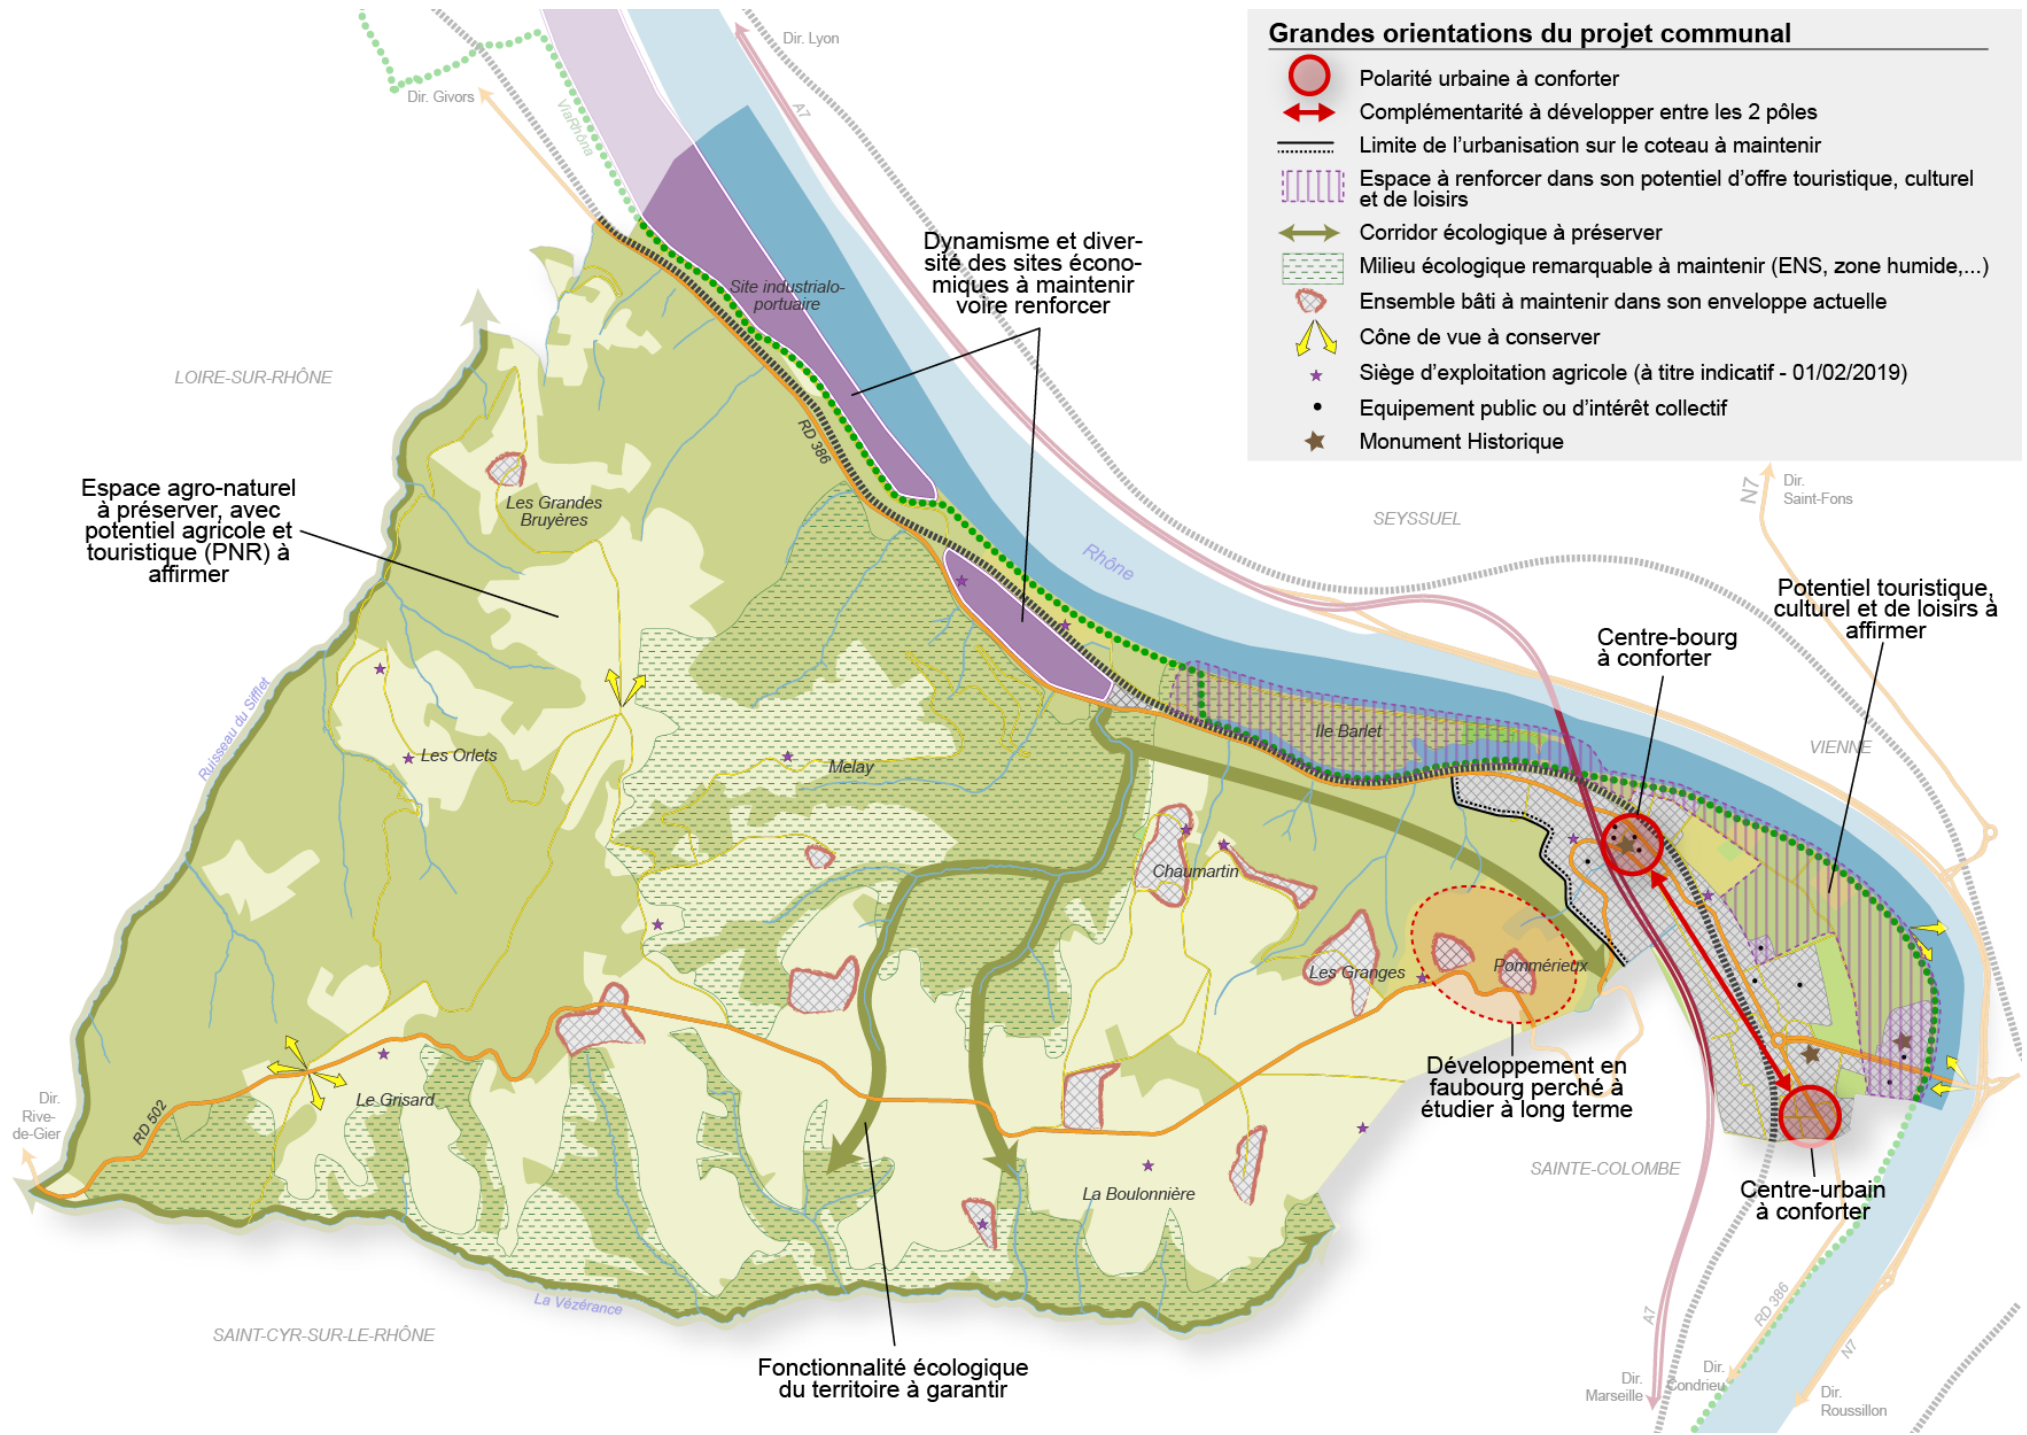 Grandes orientations du projet communal
Polarité urbaine à conforter
Complémentarité à développer entre les 2 pôles
Limite de l'urbanisation sur le coteau à maintenir
Espace à renforcer dans son potentiel d'offre touristique, culturel
et de loisirs
Corridor écologique à préserver
Milieu écologique remarquable à maintenir (ENS, zone humide,...)
Ensemble bâti à maintenir dans son enveloppe actuelle
Cône de vue à conserver
Siège d'exploitation agricole (à titre indicatif - 01/02/2019)
Equipement public ou d'intérêt collectif
Monument Historique
Dir. Lyon
A7
Dir. Givors
ViaRhôna
Dynamisme et diver-
sité des sites écono-
miques à maintenir
voire renforcer
Site industrialo-
portuaire
LOIRE-SUR-RHÔNE
RD 386
Espace agro-naturel
à préserver, avec
potentiel agricole et
touristique (PNR) à
affirmer
Les Grandes
Bruyères
N7
Dir.
Saint-Fons
SEYSSUEL
Rhône
Potentiel touristique,
culturel et de loisirs à
affirmer
Centre-bourg
à conforter
Ruisseau du Sifflet
Les Orlets
Melay
Ile Barlet
VIENNE
Chaumartin
Les Granges
Pommérieux
Développement en
faubourg perché à
étudier à long terme
Dir.
Rive-
de-Gier
RD 502
Le Grisard
La Boulonnière
SAINTE-COLOMBE
Centre-urbain
à conforter
La Vézérance
SAINT-CYR-SUR-LE-RHÔNE
Fonctionnalité écologique
du territoire à garantir
A7
RD 386
N7
Dir.
Marseille
Dir.
Condrieu
Dir.
Roussillon